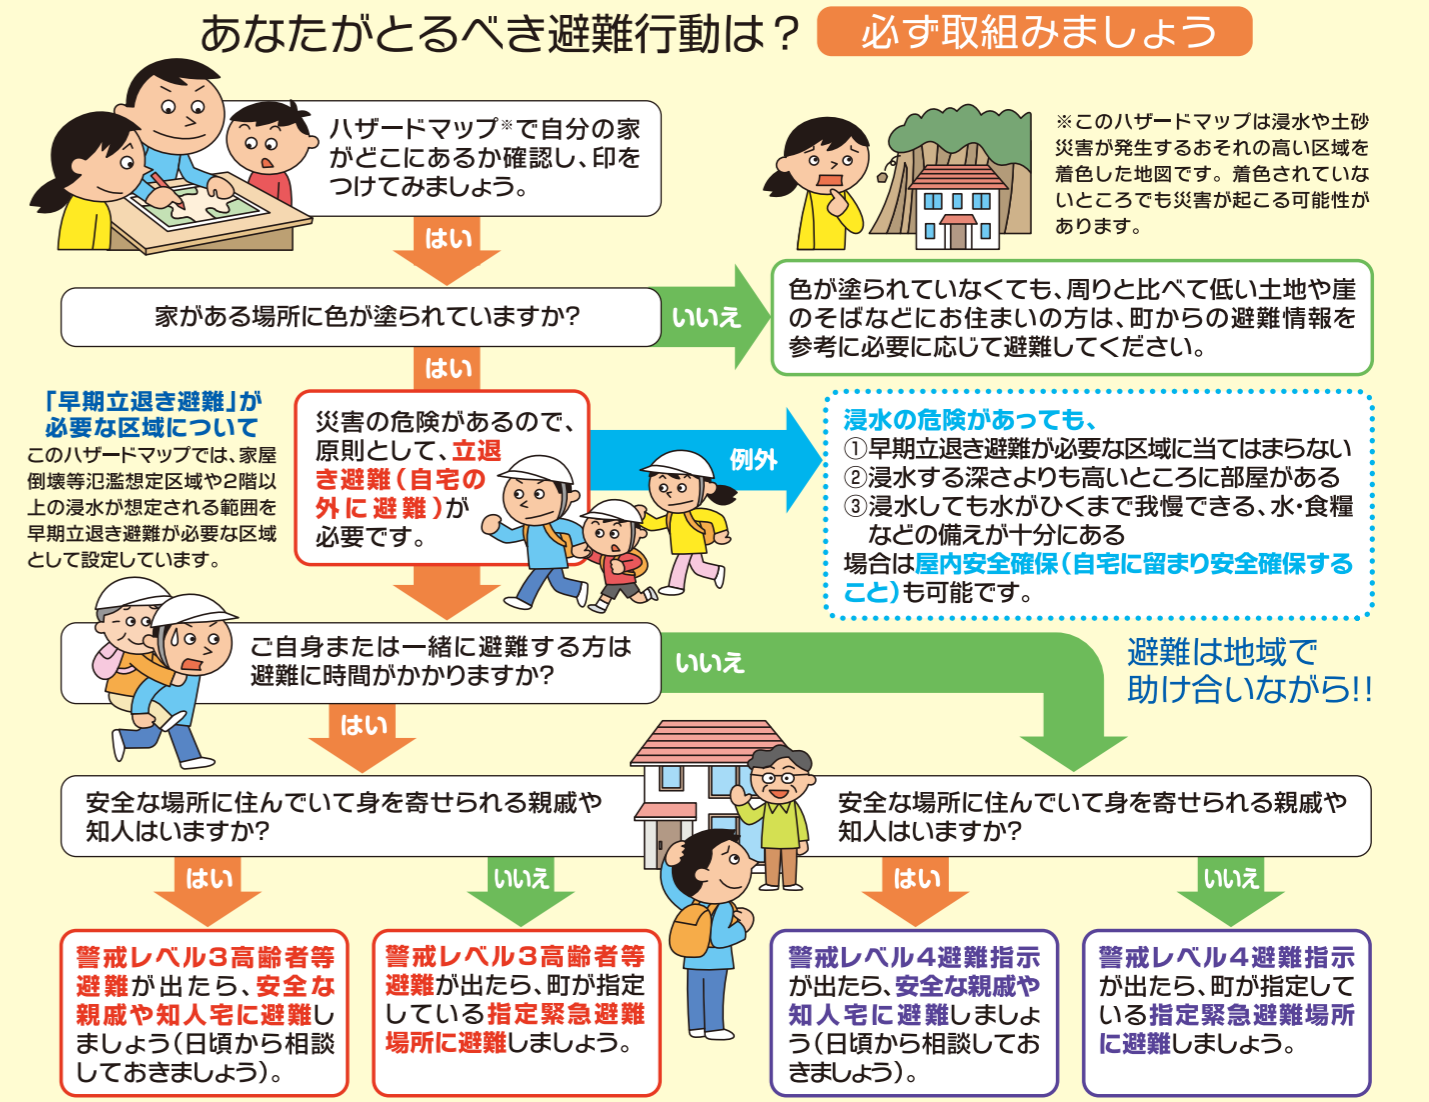 あなたがとるべき避難行動は？
必ず取組みましょう
ハザードマップ※で自分の家
がどこにあるか確認し、印を
つけてみましょう。
※このハザードマップは浸水や土砂
災害が発生するおそれの高い区域を
着色した地図です。着色されていな
いところでも災害が起こる可能性が
あります。
はい
家がある場所に色が塗られていますか?
いいえ
色が塗られていなくても、周りと比べて低い土地や崖
のそばなどにお住まいの方は、町からの避難情報を
参考に必要に応じて避難してください。
はい
「早期立退き避難」が
必要な区域について
このハザードマップでは、家屋
倒壊等氾濫想定区域や2階以
上の浸水が想定される範囲を
早期立退き避難が必要な区域
として設定しています。
災害の危険があるので、
原則として、立退
き避難（自宅の
外に避難）が
必要です。
例外
浸水の危険があっても、
①早期立退き避難が必要な区域に当てはまらない
②浸水する深さよりも高いところに部屋がある
③浸水しても水がひくまで我慢できる、水・食糧
などの備えが十分にある
場合は屋内安全確保（自宅に留まり安全確保する
こと）も可能です。
ご自身または一緒に避難する方は
避難に時間がかかりますか?
いいえ
避難は地域で
助け合いながら!!
はい
安全な場所に住んでいて身を寄せられる親戚や
知人はいますか?
安全な場所に住んでいて身を寄せられる親戚や
知人はいますか?
はい
いいえ
はい
いいえ
警戒レベル3高齢者等
避難が出たら、安全な
親戚や知人宅に避難し
ましょう（日頃から相談
しておきましょう）。
警戒レベル3高齢者等
避難が出たら、町が指定
している指定緊急避難
場所に避難しましょう。
警戒レベル4避難指示
が出たら、安全な親戚や
知人宅に避難しましょ
う（日頃から相談してお
きましょう）。
警戒レベル4避難指示
が出たら、町が指定して
いる指定緊急避難場所
に避難しましょう。